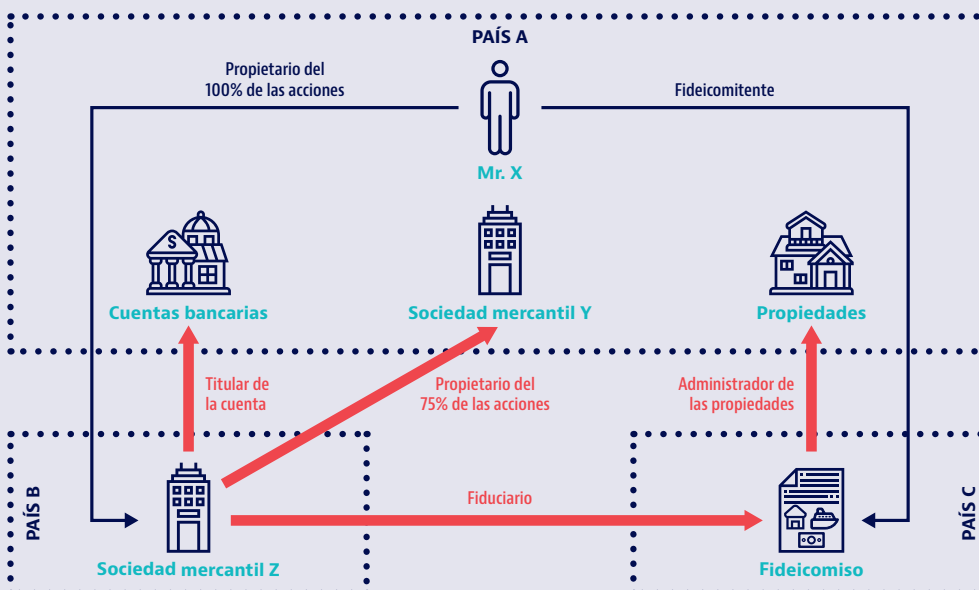 PAÍS A
Propietario del
100% de las acciones
Fideicomitente
Mr. X
$
Cuentas bancarias
Sociedad mercantil Y
Propiedades
Titular de
la cuenta
Propietario del
75% de las acciones
Administrador de
las propiedades
PAÍS B
Fiduciario
PAÍS C
Sociedad mercantil Z
Fideicomiso